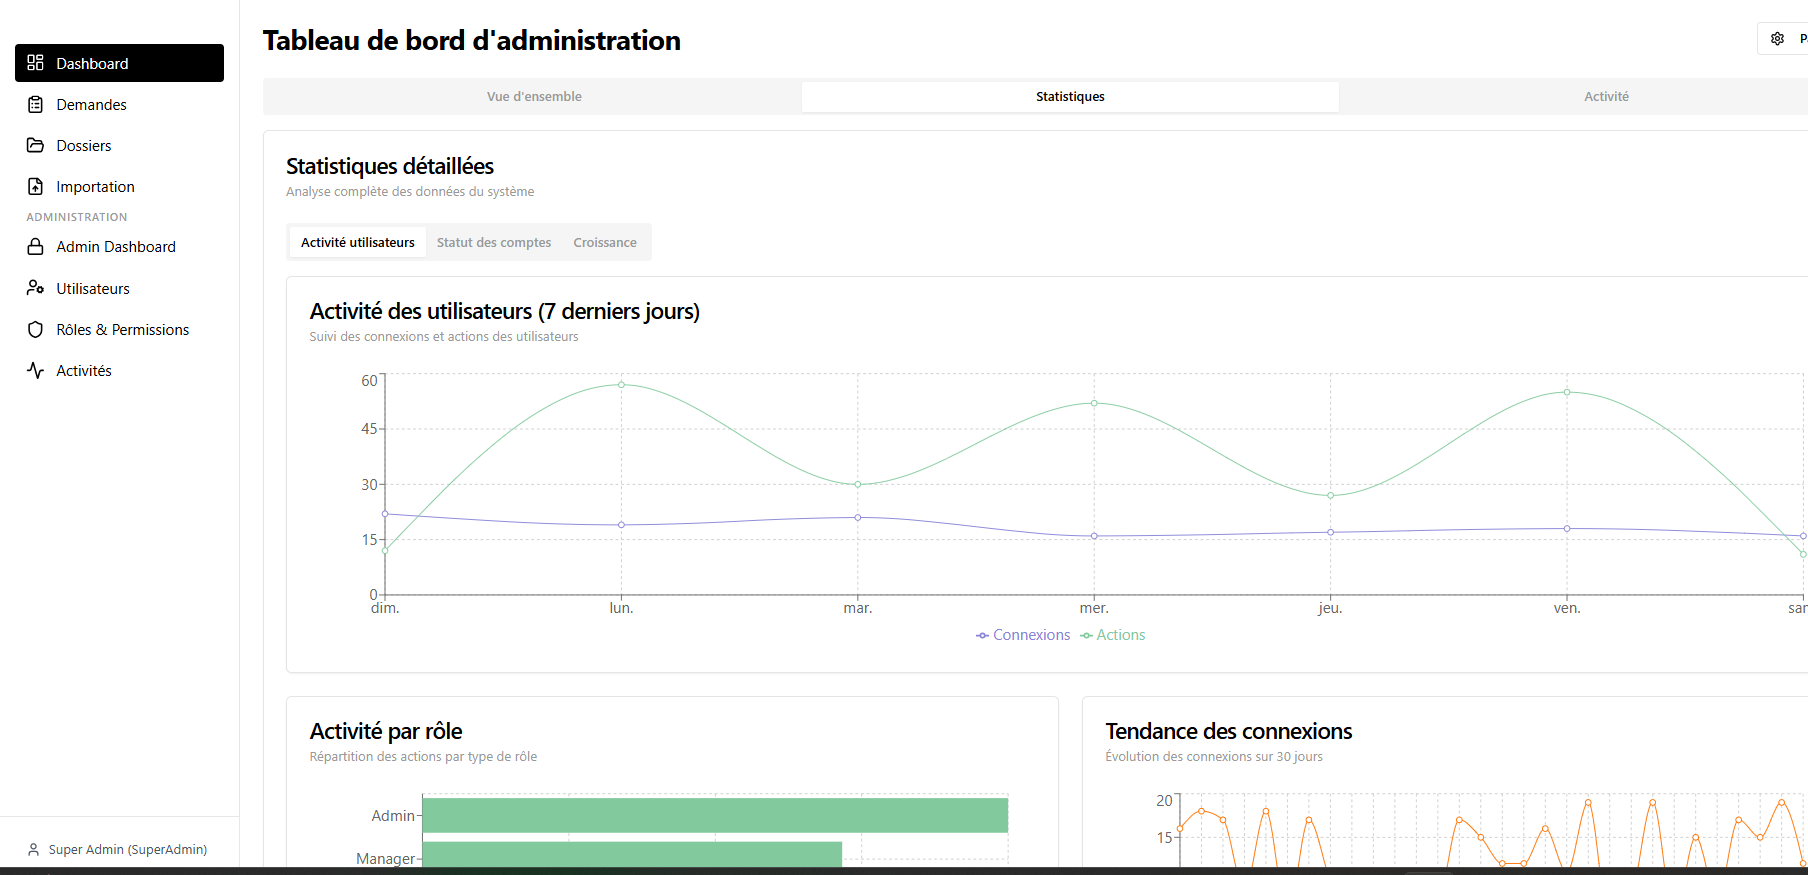 Dashboard
Demandes
Dossiers
Importation
ADMINISTRATION
Admin Dashboard
Utilisateurs
Rôles & Permissions
Activités
Super Admin (SuperAdmin)
Tableau de bord d'administration
Vue d'ensemble
Statistiques
Activité
Statistiques détaillées
Analyse complète des données du système
Activité utilisateurs
Statut des comptes
Croissance
Activité des utilisateurs (7 derniers jours)
Suivi des connexions et actions des utilisateurs
60
45
30
15
0
dim.
lun.
mar.
mer.
jeu.
ven.
Connexions
Actions
Activité par rôle
Répartition des actions par type de rôle
Admin
Manager
Tendance des connexions
Évolution des connexions sur 30 jours
20
15